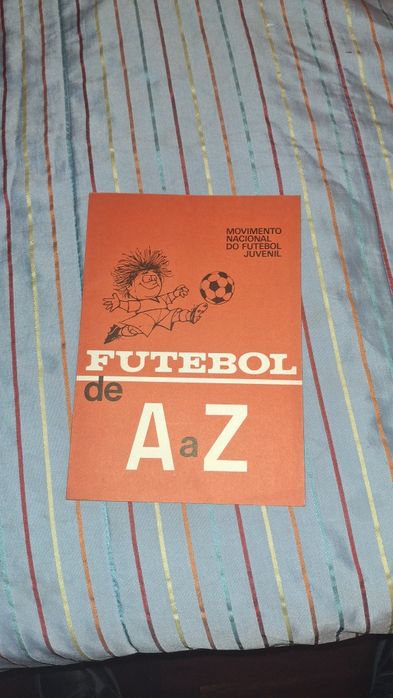 MOVIMENTO
NACIONAL
DO FUTEBOL
JUVENIL
FUTEBOL
de
A a Z